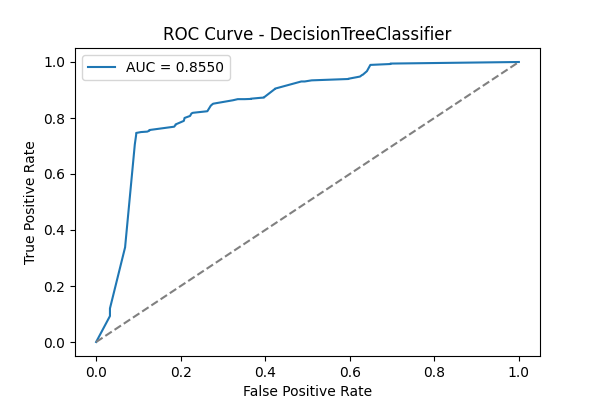 ROC Curve - DecisionTreeClassifier
AUC = 0.8550
True Positive Rate
1.0
0.8
0.6
0.4
0.2
0.0
0.0 0.2 0.4 0.6 0.8 1.0
False Positive Rate